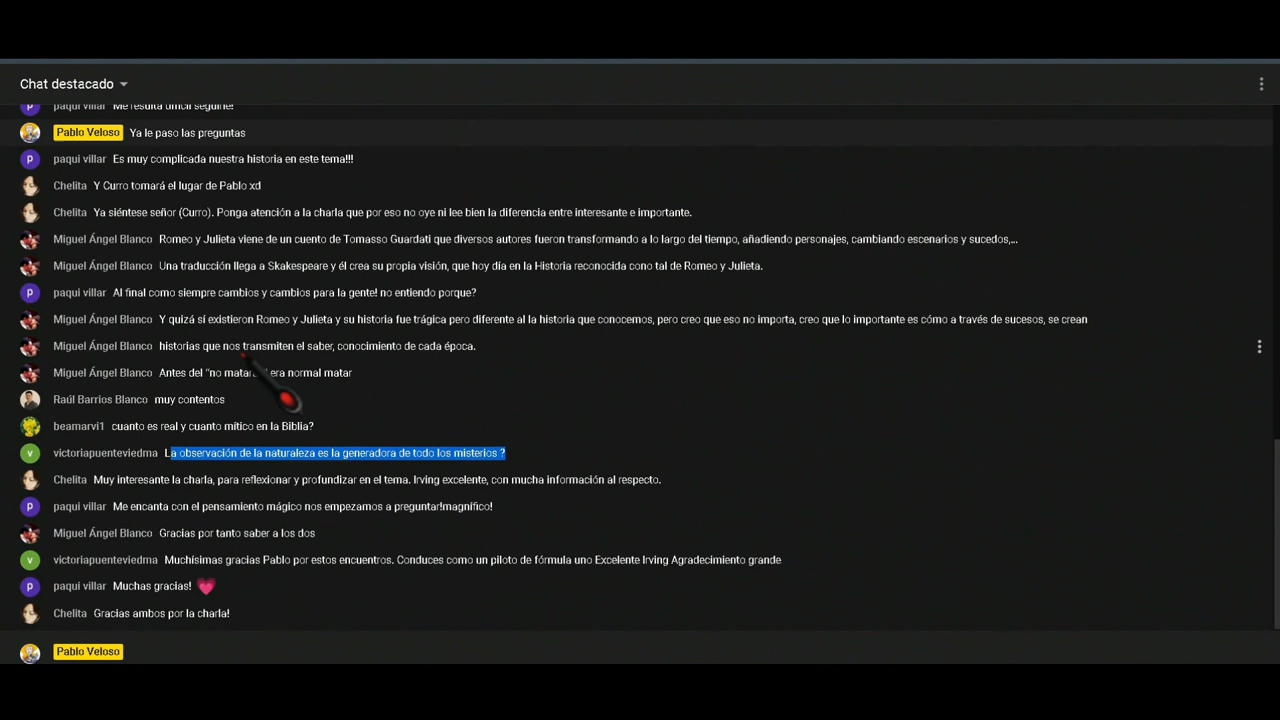 Chat destacado
p paqui villar Me resulta difícil seguirle!
Pablo Veloso Ya le paso las preguntas
p paqui villar Es muy complicada nuestra historia en este tema!!!
Chelita Y Curro tomará el lugar de Pablo xd
Chelita Ya siéntese señor (Curro). Ponga atención a la charla que por eso no oye ni lee bien la diferencia entre interesante e importante.
Miguel Ángel Blanco Romeo y Julieta viene de un cuento de Tomasso Guardati que diversos autores fueron transformando a lo largo del tiempo, añadiendo personajes, cambiando escenarios y sucedos,...
Miguel Ángel Blanco Una traducción llega a Skakespeare y él crea su propia visión, que hoy día en la Historia reconocida cono tal de Romeo y Julieta.
p paqui villar Al final como siempre cambios y cambios para la gente! no entiendo porque?
Miguel Ángel Blanco Y quizá sí existieron Romeo y Julieta y su historia fue trágica pero diferente al la historia que conocemos, pero creo que eso no importa, creo que lo importante es cómo a través de sucesos, se crean
Miguel Ángel Blanco historias que nos transmiten el saber, conocimiento de cada época.
Miguel Ángel Blanco Antes del "no matar era normal matar
Raúl Barrios Blanco muy contentos
beamarvi1 cuanto es real y cuanto mítico en la Biblia?
v victoriapuenteviedma La observación de la naturaleza es la generadora de todo los misterios ?
Chelita Muy interesante la charla, para reflexionar y profundizar en el tema. Irving excelente, con mucha información al respecto.
p paqui villar Me encanta con el pensamiento mágico nos empezamos a preguntar!magnífico!
Miguel Ángel Blanco Gracias por tanto saber a los dos
v victoriapuenteviedma Muchísimas gracias Pablo por estos encuentros. Conduces como un piloto de fórmula uno Excelente Irving Agradecimiento grande
p paqui villar Muchas gracias! 💗
Chelita Gracias ambos por la charla!
Pablo Veloso